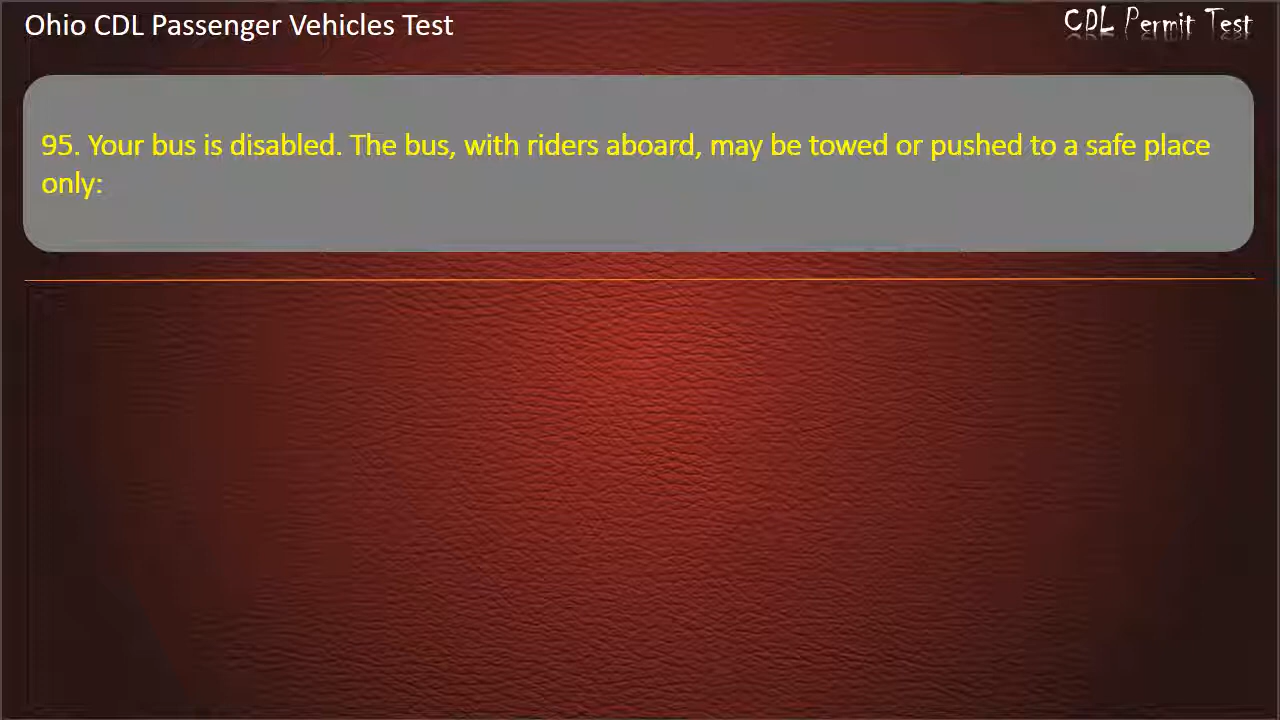 Ohio CDL Passenger Vehicles Test
CDL Permit Test
95. Your bus is disabled. The bus, with riders aboard, may be towed or pushed to a safe place
only: